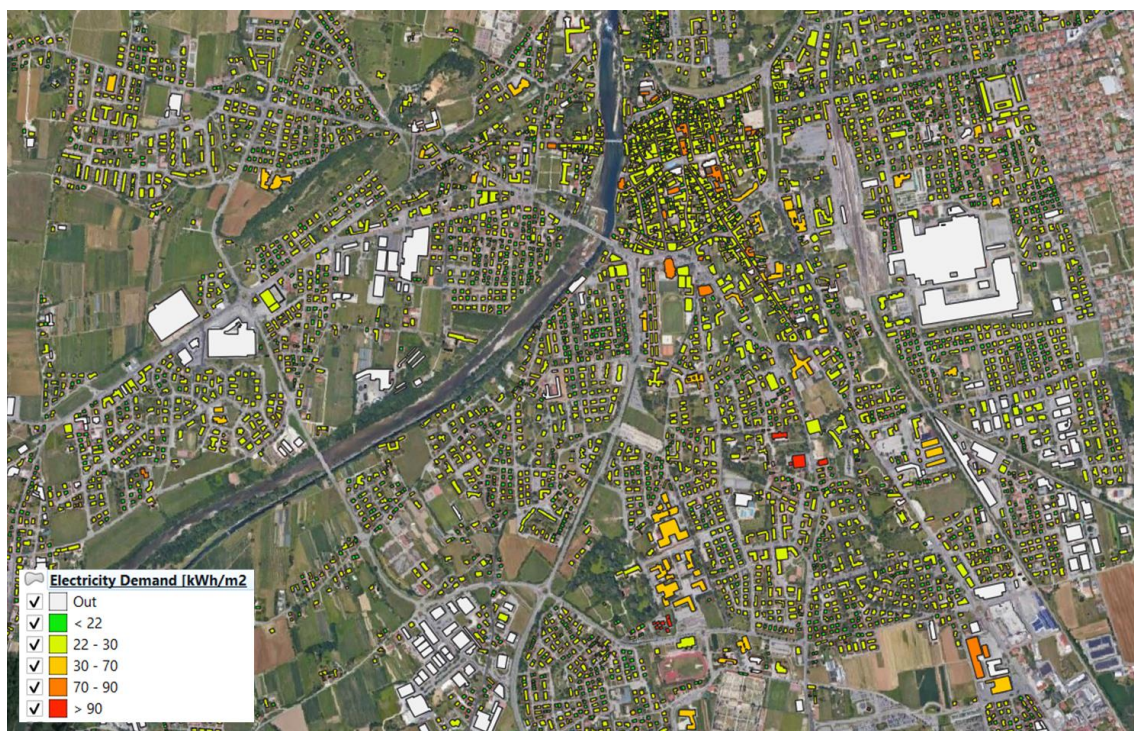 Electricity Demand [kWh/m2
Out
< 22
22 - 30
30 - 70
70 - 90
> 90